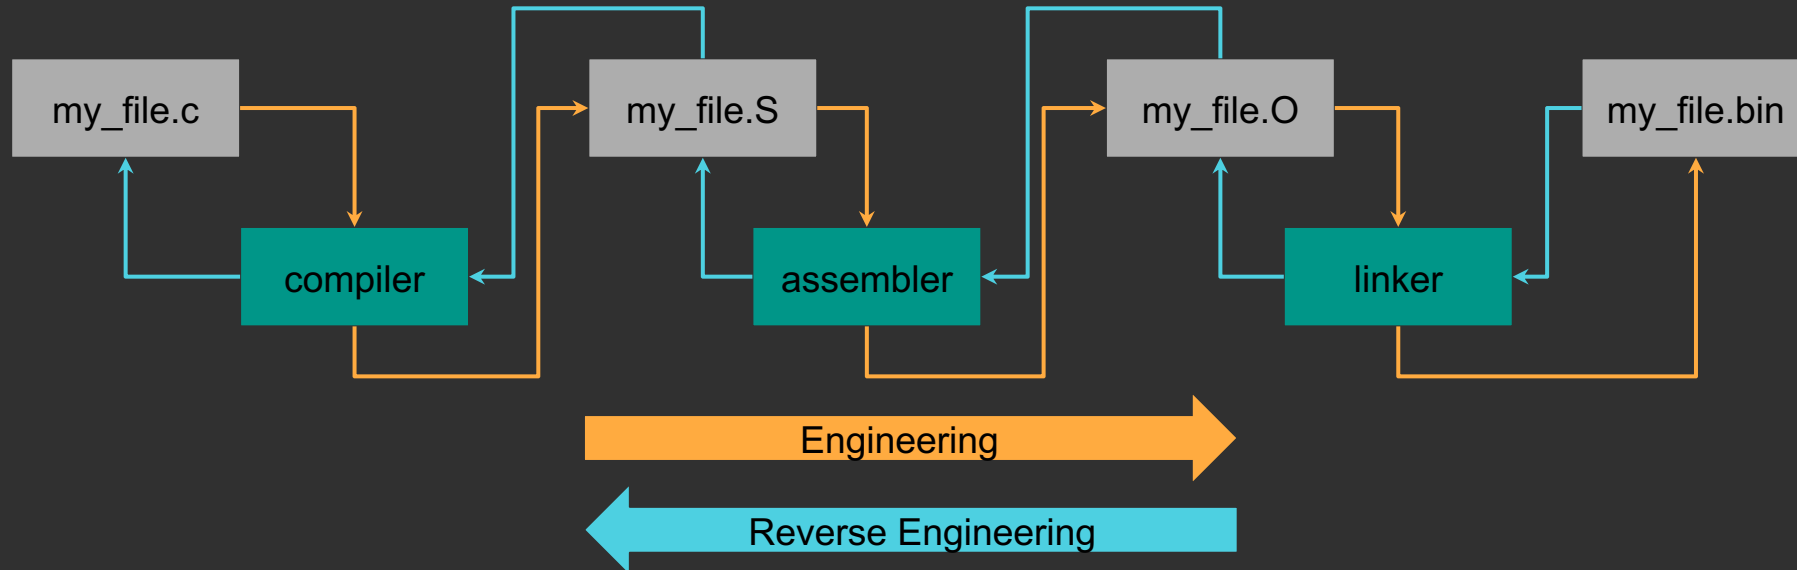 my_file.c
my_file.S
my_file.O
my_file.bin
compiler
assembler
linker
Engineering
Reverse Engineering